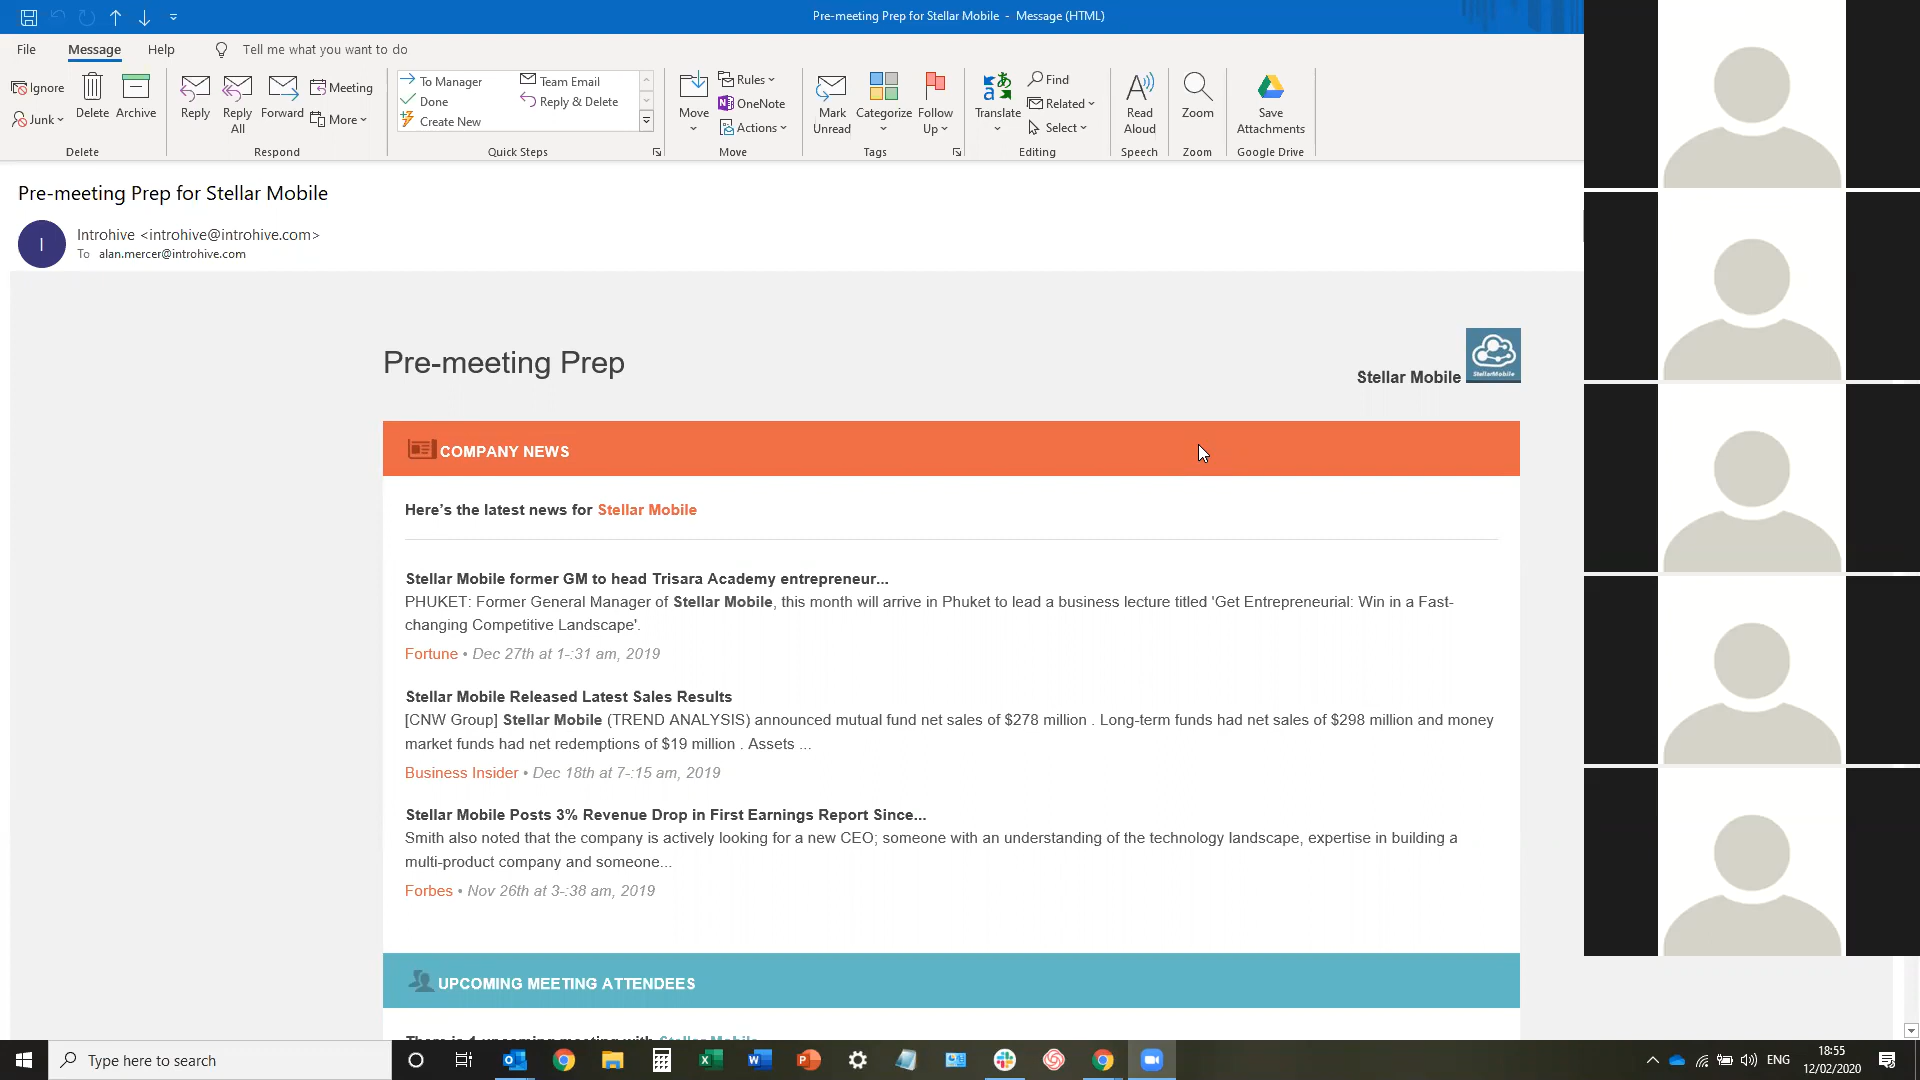 Pre-meeting Prep for Stellar Mobile - Message (HTML)
File Message Help Tell me what you want to do
Ignore
Junk
Delete
Archive
Delete
Reply
Reply All
Forward
Meeting
More
Respond
To Manager
Done
Create New
Team Email
Reply & Delete
Quick Steps
Move
Rules
OneNote
Actions
Move
Mark Unread
Categorize
Follow Up
Tags
Translate
Find
Related
Select
Editing
Read Aloud
Speech
Zoom
Zoom
Save Attachments
Google Drive
Pre-meeting Prep for Stellar Mobile
I
Introhive <introhive@introhive.com>
To alan.mercer@introhive.com
Pre-meeting Prep
Stellar Mobile
StellarMobile
COMPANY NEWS
Here's the latest news for Stellar Mobile
Stellar Mobile former GM to head Trisara Academy entrepreneur...
PHUKET: Former General Manager of Stellar Mobile, this month will arrive in Phuket to lead a business lecture titled 'Get Entrepreneurial: Win in a Fast-
changing Competitive Landscape'.
Fortune • Dec 27th at 1-:31 am, 2019
Stellar Mobile Released Latest Sales Results
[CNW Group] Stellar Mobile (TREND ANALYSIS) announced mutual fund net sales of $278 million . Long-term funds had net sales of $298 million and money
market funds had net redemptions of $19 million . Assets ...
Business Insider • Dec 18th at 7-:15 am, 2019
Stellar Mobile Posts 3% Revenue Drop in First Earnings Report Since...
Smith also noted that the company is actively looking for a new CEO; someone with an understanding of the technology landscape, expertise in building a
multi-product company and someone...
Forbes • Nov 26th at 3-:38 am, 2019
UPCOMING MEETING ATTENDEES
There is 1 upcoming meeting with Stellar Mobile
Type here to search
ENG
18:55
12/02/2020